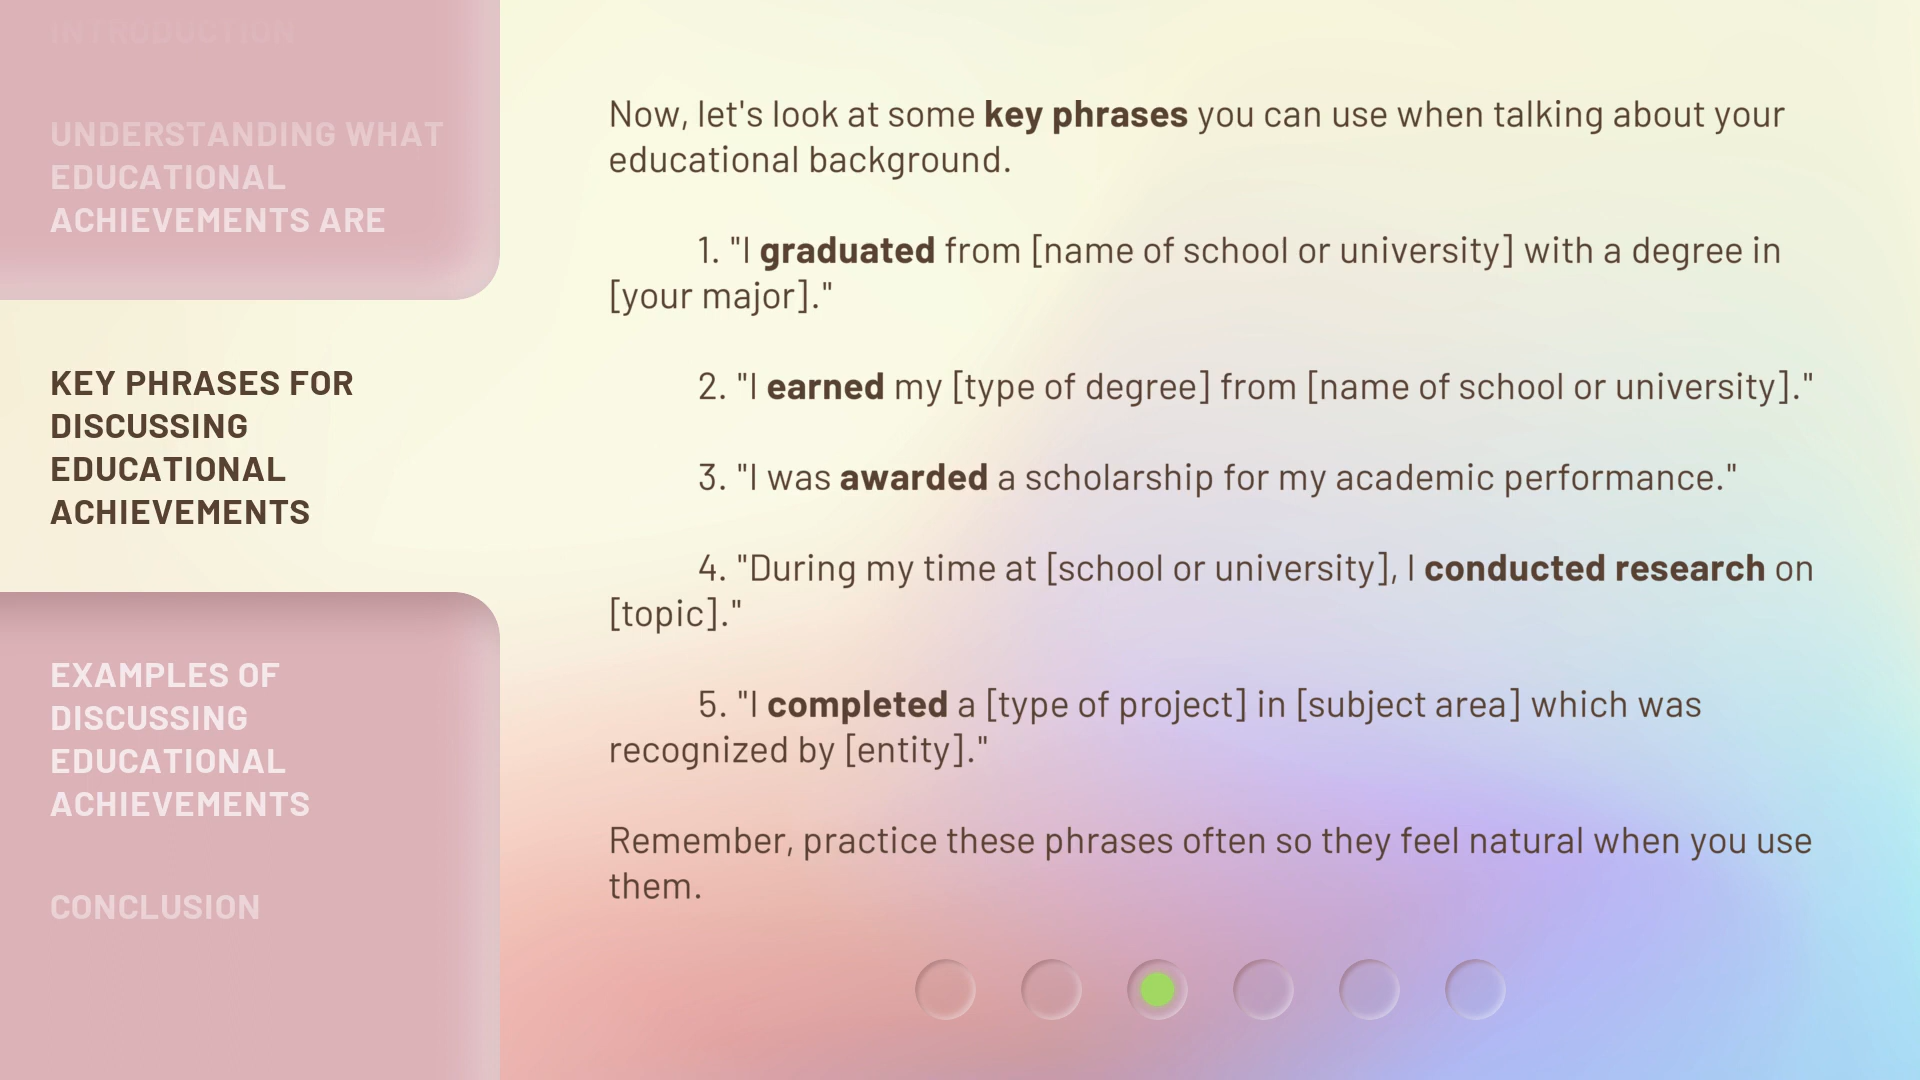 INTRODUCTION
UNDERSTANDING WHAT
EDUCATIONAL
ACHIEVEMENTS ARE
KEY PHRASES FOR
DISCUSSING
EDUCATIONAL
ACHIEVEMENTS
EXAMPLES OF
DISCUSSING
EDUCATIONAL
ACHIEVEMENTS
CONCLUSION
Now, let's look at some key phrases you can use when talking about your
educational background.
1. "I graduated from [name of school or university] with a degree in
[your major]."
2. "I earned my [type of degree] from [name of school or university]."
3. "I was awarded a scholarship for my academic performance."
4. "During my time at [school or university], I conducted research on
[topic]."
5. "I completed a [type of project] in [subject area] which was
recognized by [entity]."
Remember, practice these phrases often so they feel natural when you use
them.